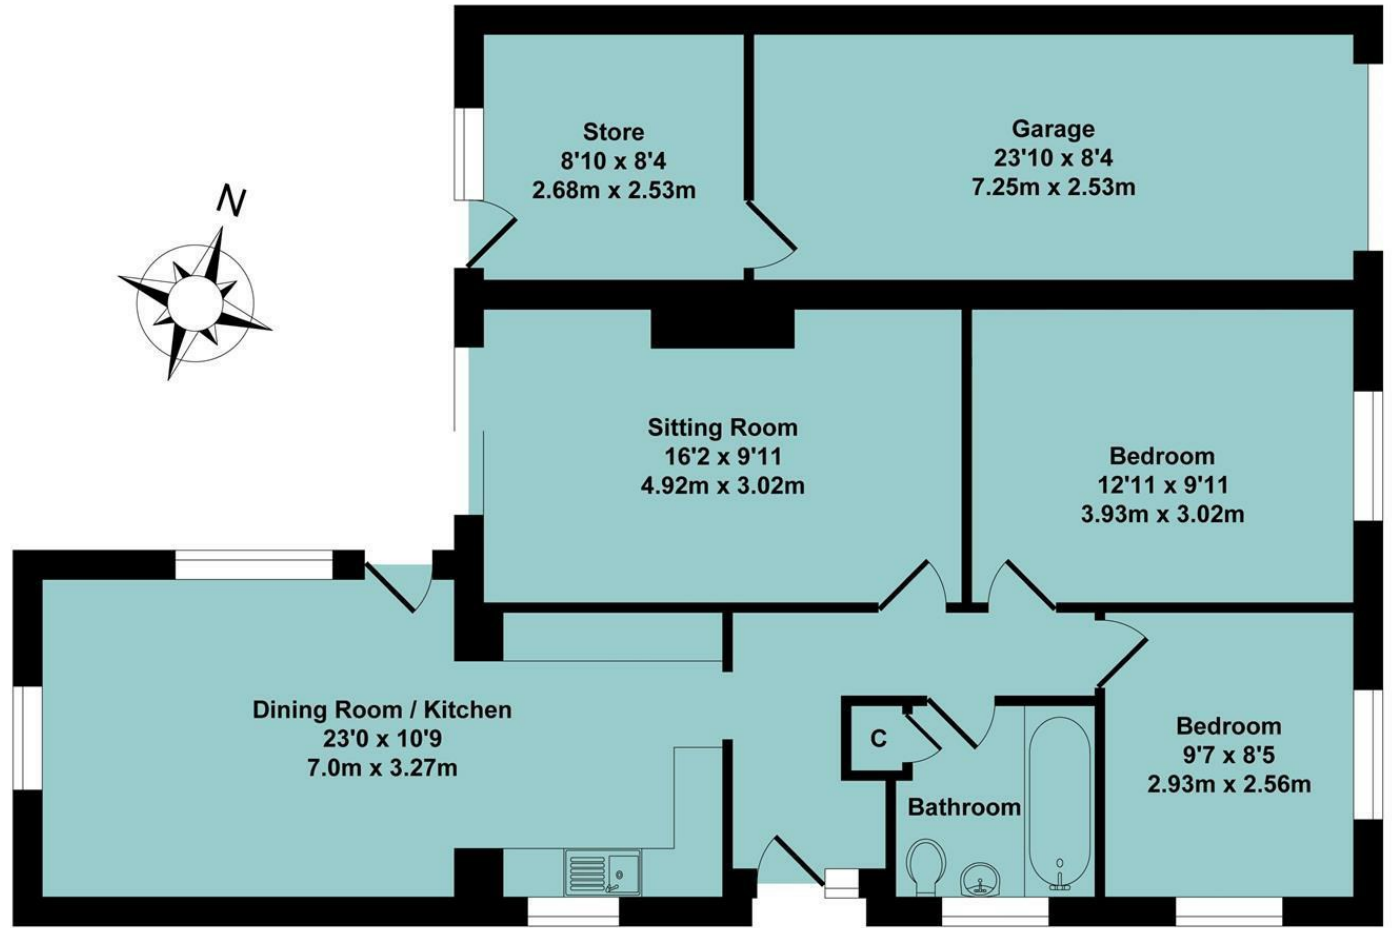 Store
8'10 x 8'4
2.68m x 2.53m
Garage
23'10 x 8'4
7.25m x 2.53m
N
Sitting Room
16'2 x 9'11
4.92m x 3.02m
Bedroom
12'11 x 9'11
3.93m x 3.02m
Dining Room / Kitchen
23'0 x 10'9
7.0m x 3.27m
C
Bathroom
Bedroom
9'7 x 8'5
2.93m x 2.56m